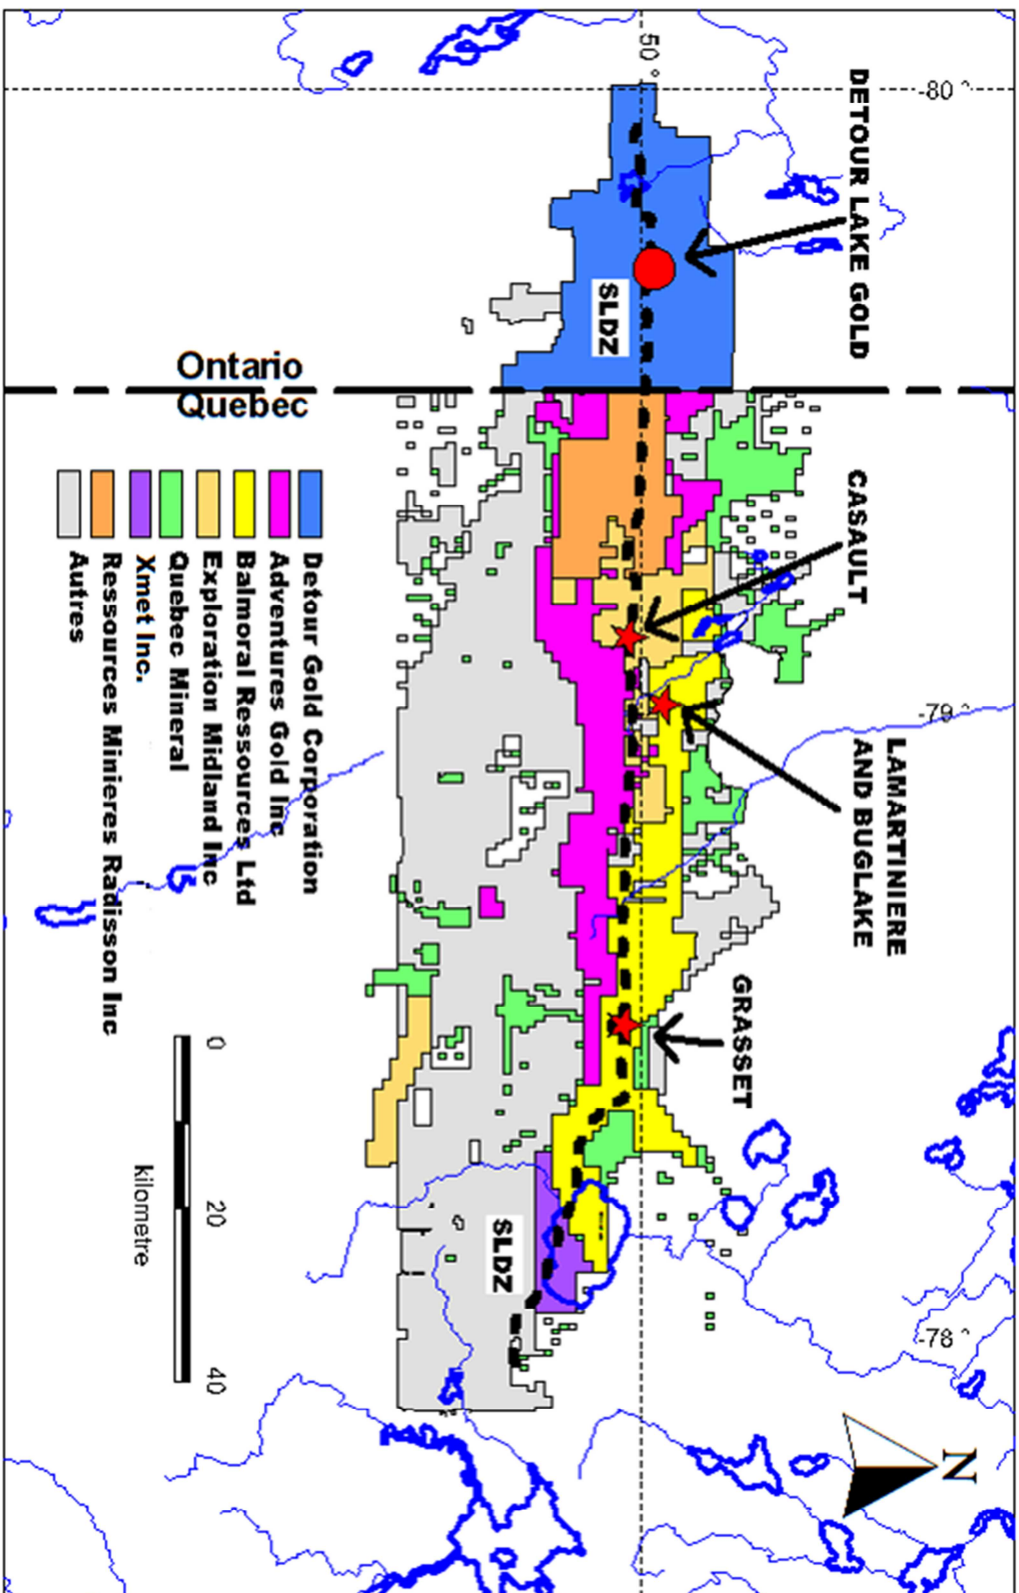 -80 °
-79 °
-78 °
N
50 °
DETOUR LAKE GOLD
CASAULT
LAMARTINIERE
AND BUGLAKE
GRASSET
SLDZ
SLDZ
Ontario
Quebec
Detour Gold Corporation
Adventures Gold Inc
Balmoral Ressources Ltd
Exploration Midland Inc
Quebec Mineral
Xmet Inc.
Ressources Minieres Radisson Inc
Autres
0 20 40
kilometre